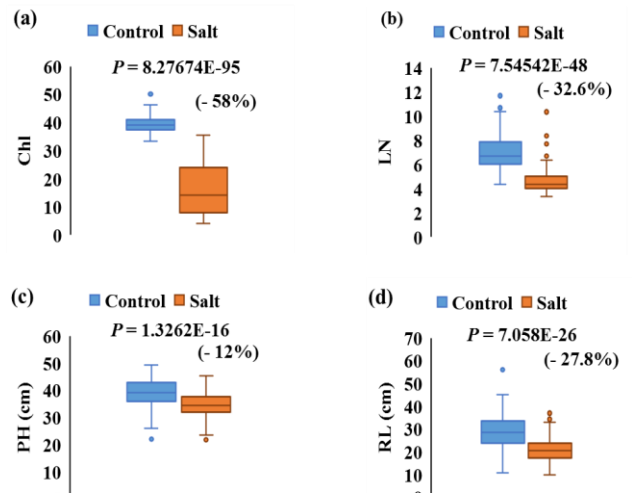 (a)
Control Salt
P = 8.27674E-95
(- 58%)
60
50
40
30
20
10
0
Chl
(b)
Control Salt
P = 7.54542E-48
(- 32.6%)
14
12
10
8
6
4
2
0
LN
(c)
Control Salt
P = 1.3262E-16
(- 12%)
60
50
40
30
20
10
PH (cm)
(d)
Control Salt
P = 7.058E-26
(- 27.8%)
70
60
50
40
30
20
10
RL (cm)